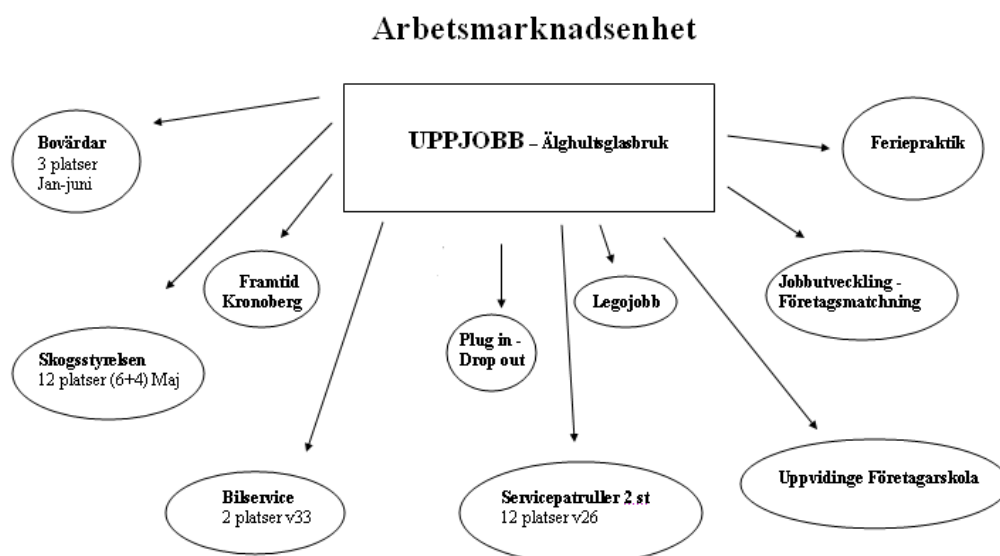 Arbetsmarknadsenhet
UPPJOBB – Älghultsglasbruk
Bovärdar
3 platser
Jan-juni
Feriepraktik
Framtid
Kronoberg
Legojobb
Jobbutveckling -
Företagsmatchning
Skogsstyrelsen
12 platser (6+4) Maj
Plug in -
Drop out
Bilservice
2 platser v33
Servicepatruller 2 st
12 platser v26
Uppvidinge Företagarskola